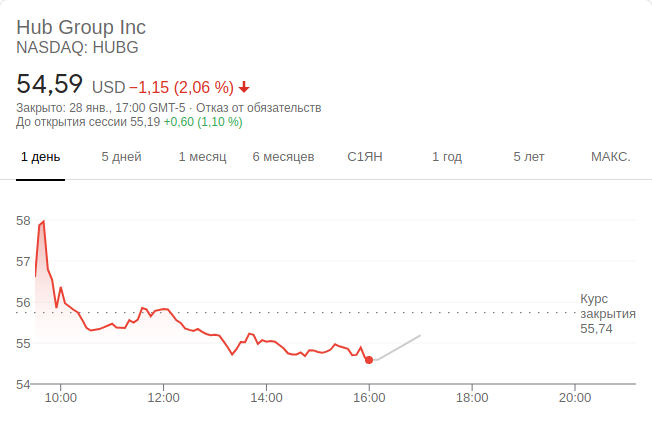 Hub Group Inc
NASDAQ: HUBG
54,59 USD −1,15 (2,06 %)
Закрыто: 28 янв., 17:00 GMT-5 · Отказ от обязательств
До открытия сессии 55,19 +0,60 (1,10 %)
1 день 5 дней 1 месяц 6 месяцев С1ЯН 1 год 5 лет МАКС.
58
57
56
55
54
Курс
закрытия
55,74
10:00 12:00 14:00 16:00 18:00 20:00